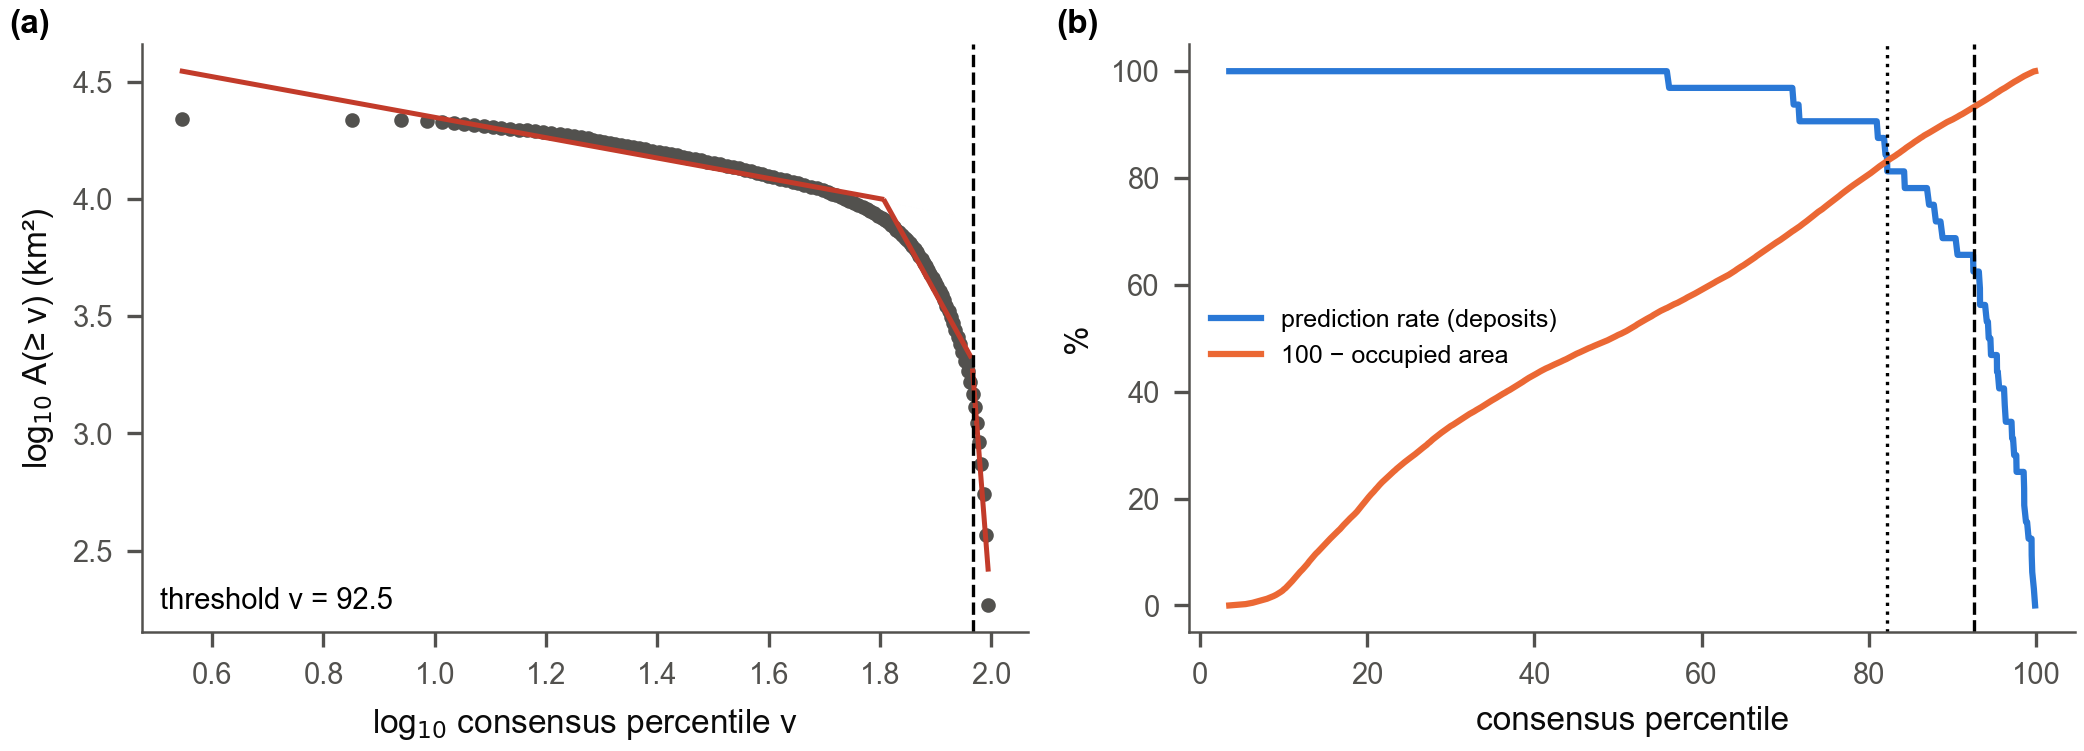 (a)
4.5
4.0
3.5
3.0
2.5
log₁₀ A(≥ v) (km²)
threshold v = 92.5
0.6 0.8 1.0 1.2 1.4 1.6 1.8 2.0
log₁₀ consensus percentile v
(b)
100
80
60
40
20
0
%
prediction rate (deposits)
100 − occupied area
0 20 40 60 80 100
consensus percentile